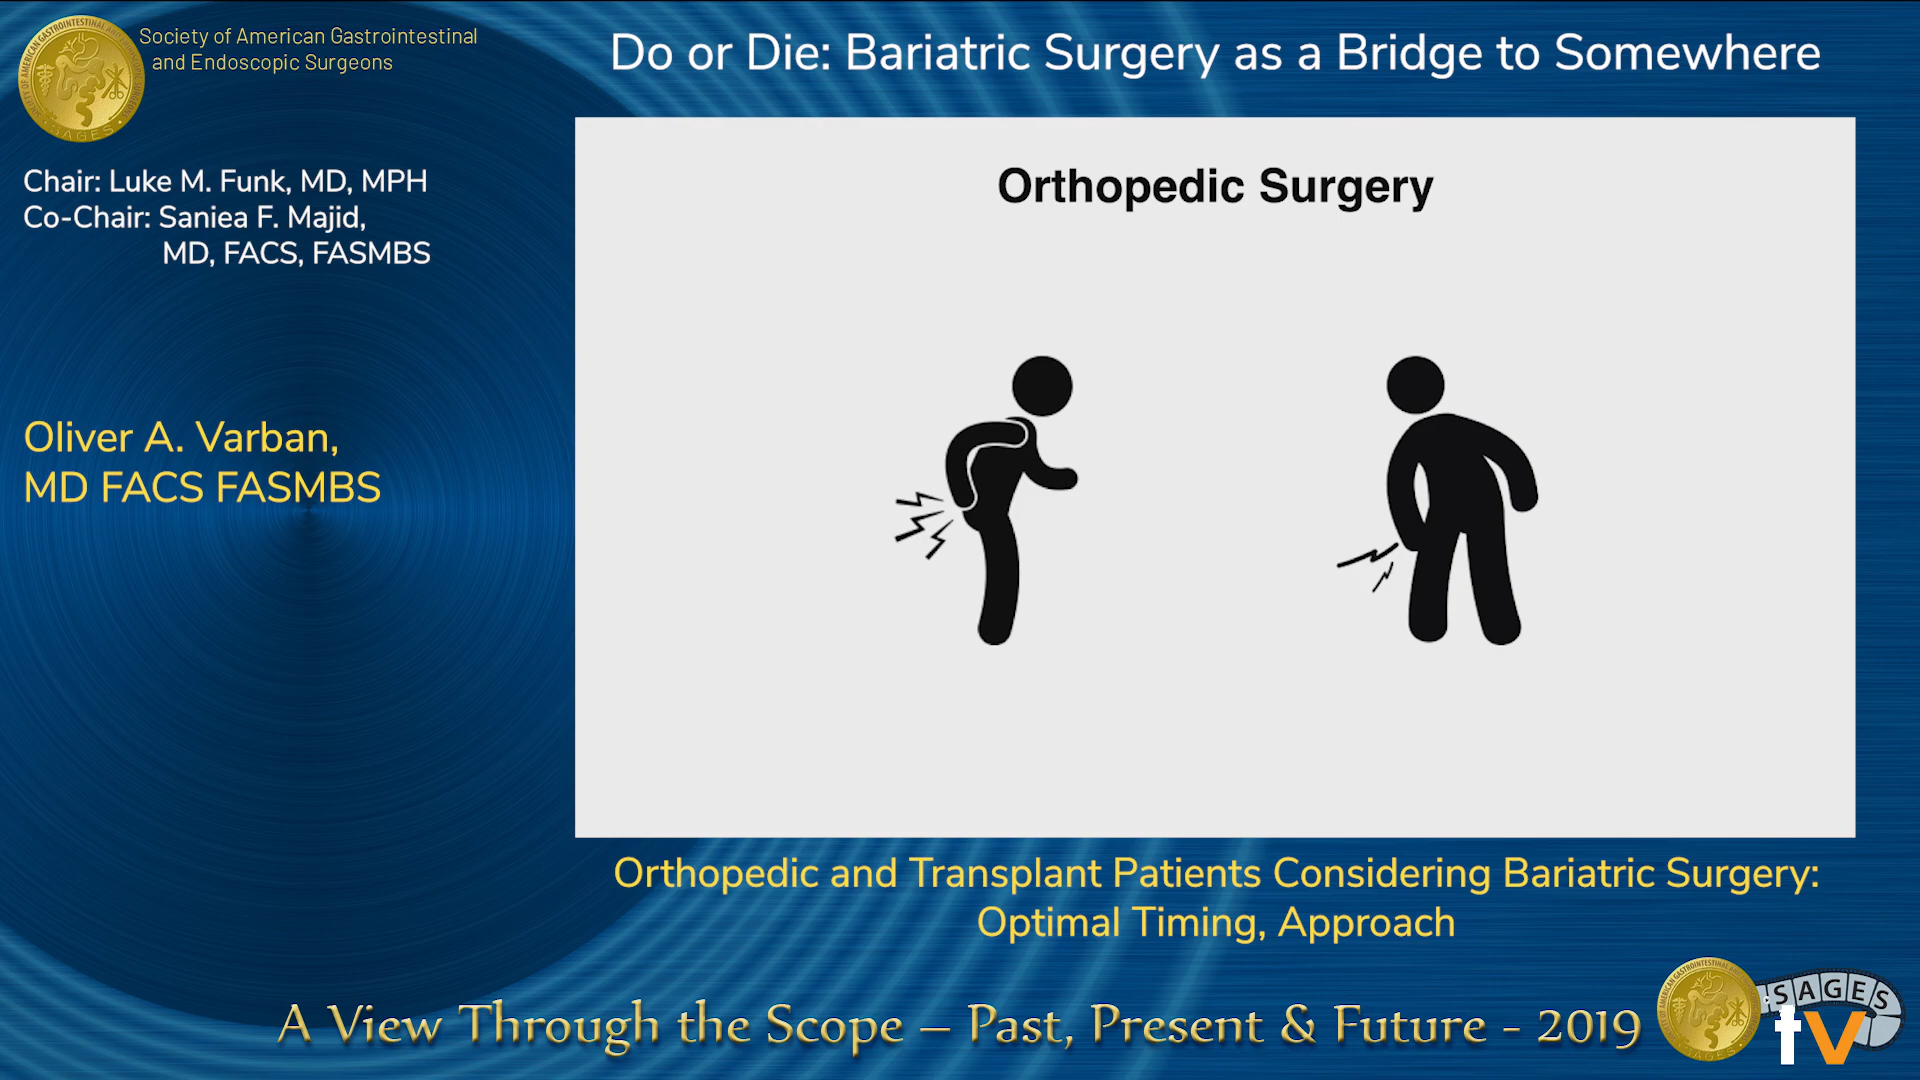 Society of American Gastrointestinal
and Endoscopic Surgeons
Do or Die: Bariatric Surgery as a Bridge to Somewhere
Chair: Luke M. Funk, MD, MPH
Co-Chair: Saniea F. Majid,
MD, FACS, FASMBS
Oliver A. Varban,
MD FACS FASMBS
Orthopedic Surgery
Orthopedic and Transplant Patients Considering Bariatric Surgery:
Optimal Timing, Approach
A View Through the Scope – Past, Present & Future - 2019
SAGES
tv